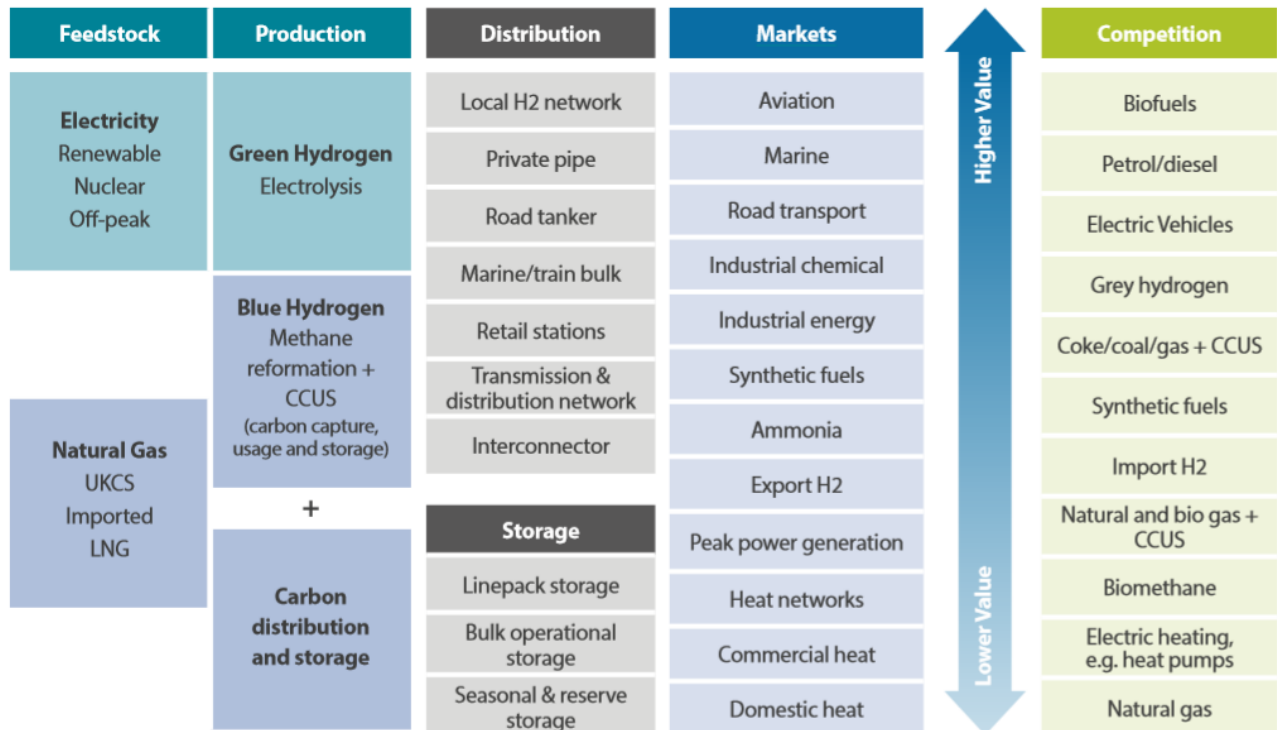 Feedstock
Electricity
Renewable
Nuclear
Off-peak
Natural Gas
UKCS
Imported
LNG
Production
Green Hydrogen
Electrolysis
Blue Hydrogen
Methane
reformation +
CCUS
(carbon capture,
usage and storage)
+
Carbon
distribution
and storage
Distribution
Local H2 network
Private pipe
Road tanker
Marine/train bulk
Retail stations
Transmission &
distribution network
Interconnector
Storage
Linepack storage
Bulk operational
storage
Seasonal & reserve
storage
Markets
Aviation
Marine
Road transport
Industrial chemical
Industrial energy
Synthetic fuels
Ammonia
Export H2
Peak power generation
Heat networks
Commercial heat
Domestic heat
Higher Value
Lower Value
Competition
Biofuels
Petrol/diesel
Electric Vehicles
Grey hydrogen
Coke/coal/gas + CCUS
Synthetic fuels
Import H2
Natural and bio gas +
CCUS
Biomethane
Electric heating,
e.g. heat pumps
Natural gas